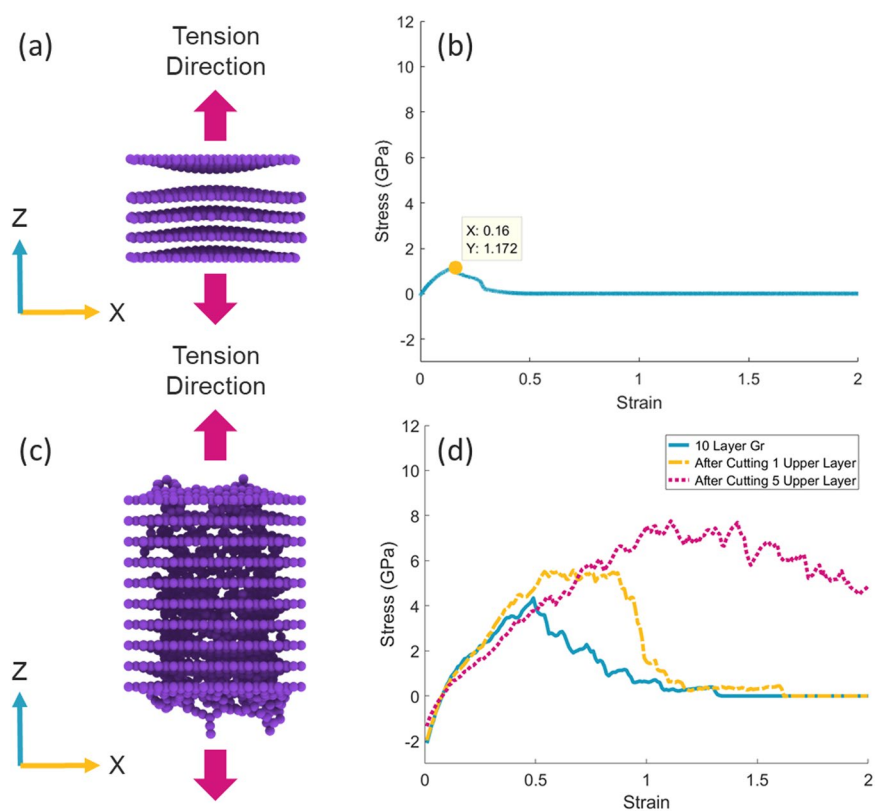 (a)
Tension
Direction
Z
X
(b)
12
10
8
6
4
2
0
-2
Stress (GPa)
X: 0.16
Y: 1.172
0
0.5
1
1.5
2
Strain
Tension
Direction
(c)
Z
X
(d)
12
10
8
6
4
2
0
-2
Stress (GPa)
10 Layer Gr
After Cutting 1 Upper Layer
After Cutting 5 Upper Layer
0
0.5
1
1.5
2
Strain